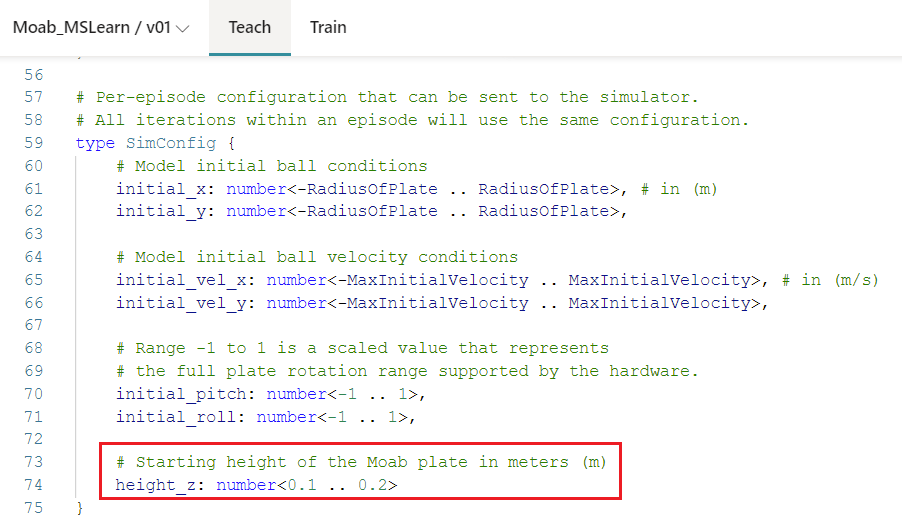 Moab_MSLearn / v01 Teach Train
56
57 # Per-episode configuration that can be sent to the simulator.
58 # All iterations within an episode will use the same configuration.
59 type SimConfig {
60 # Model initial ball conditions
61 initial_x: number<-RadiusOfPlate .. RadiusOfPlate>, # in (m)
62 initial_y: number<-RadiusOfPlate .. RadiusOfPlate>,
63
64 # Model initial ball velocity conditions
65 initial_vel_x: number<-MaxInitialVelocity .. MaxInitialVelocity>, # in (m/s)
66 initial_vel_y: number<-MaxInitialVelocity .. MaxInitialVelocity>,
67
68 # Range -1 to 1 is a scaled value that represents
69 # the full plate rotation range supported by the hardware.
70 initial_pitch: number<-1 .. 1>,
71 initial_roll: number<-1 .. 1>,
72
73 # Starting height of the Moab plate in meters (m)
74 height_z: number<0.1 .. 0.2>
75 }